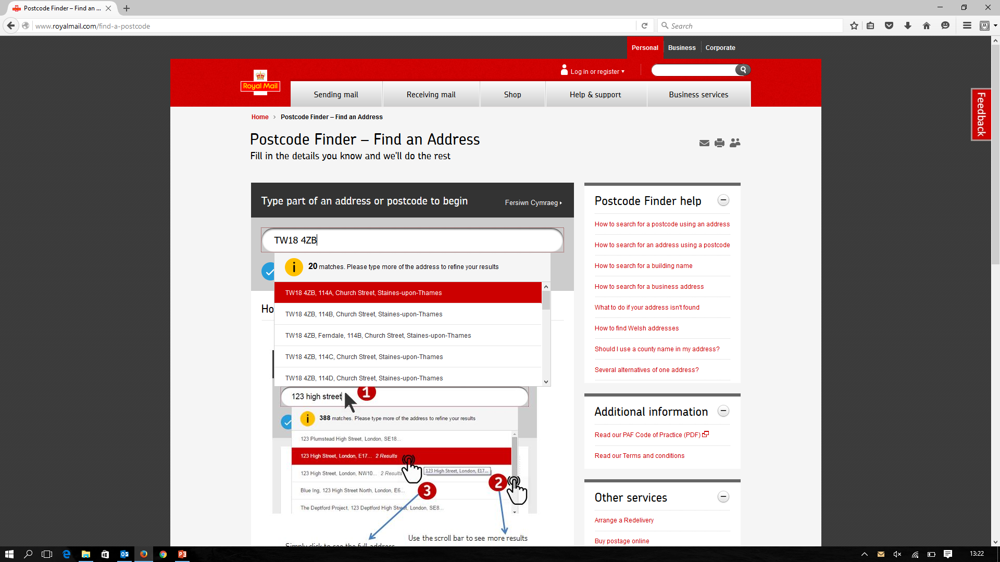 Postcode Finder – Find an ...
www.royalmail.com/find-a-postcode
Search
Personal
Business
Corporate
Log in or register
Royal Mail
Sending mail
Receiving mail
Shop
Help & support
Business services
Feedback
Home › Postcode Finder – Find an Address
Postcode Finder – Find an Address
Fill in the details you know and we'll do the rest
Type part of an address or postcode to begin
Fersiwn Cymraeg
TW18 4ZB
20 matches. Please type more of the address to refine your results
TW18 4ZB, 114A, Church Street, Staines-upon-Thames
TW18 4ZB, 114B, Church Street, Staines-upon-Thames
TW18 4ZB, Ferndale, 114B, Church Street, Staines-upon-Thames
TW18 4ZB, 114C, Church Street, Staines-upon-Thames
TW18 4ZB, 114D, Church Street, Staines-upon-Thames
Ho
123 high street
1
388 matches. Please type more of the address to refine your results
123 Plumstead High Street, London, SE18...
123 High Street, London, E17... 2 Results
123 High Street, London, E17...
123 High Street, London, NW10... 2 Results
2
Blue Ing, 123 High Street North, London, E6...
3
The Deptford Project, 123 Deptford High Street, London, SE8...
Use the scroll bar to see more results
Simply click to see the full address
Postcode Finder help
How to search for a postcode using an address
How to search for an address using a postcode
How to search for a building name
How to search for a business address
What to do if your address isn't found
How to find Welsh addresses
Should I use a county name in my address?
Several alternatives of one address?
Additional information
Read our PAF Code of Practice (PDF)
Read our Terms and conditions
Other services
Arrange a Redelivery
Buy postage online
13:22